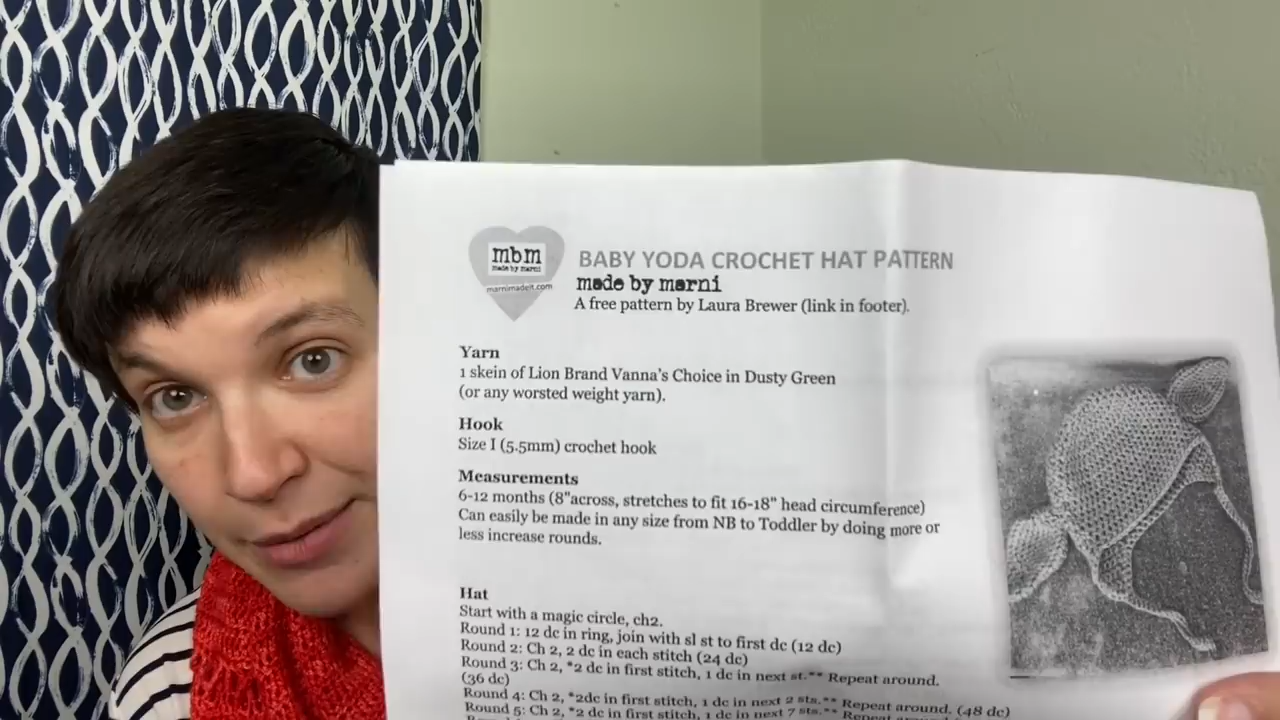 mbm
made by marni
marnimadeit.com
BABY YODA CROCHET HAT PATTERN
made by marni
A free pattern by Laura Brewer (link in footer).
Yarn
1 skein of Lion Brand Vanna's Choice in Dusty Green
(or any worsted weight yarn).
Hook
Size I (5.5mm) crochet hook
Measurements
6-12 months (8"across, stretches to fit 16-18" head circumference)
Can easily be made in any size from NB to Toddler by doing more or
less increase rounds.
Hat
Start with a magic circle, ch2.
Round 1: 12 dc in ring, join with sl st to first dc (12 dc)
Round 2: Ch 2, 2 dc in each stitch (24 dc)
Round 3: Ch 2, *2 dc in first stitch, 1 dc in next st.** Repeat around.
(36 dc)
Round 4: Ch 2, *2dc in first stitch, 1 dc in next 2 sts.** Repeat around. (48 dc)
Round 5: Ch 2, *2 dc in first stitch, 1 dc in next 7 sts.** Repeat